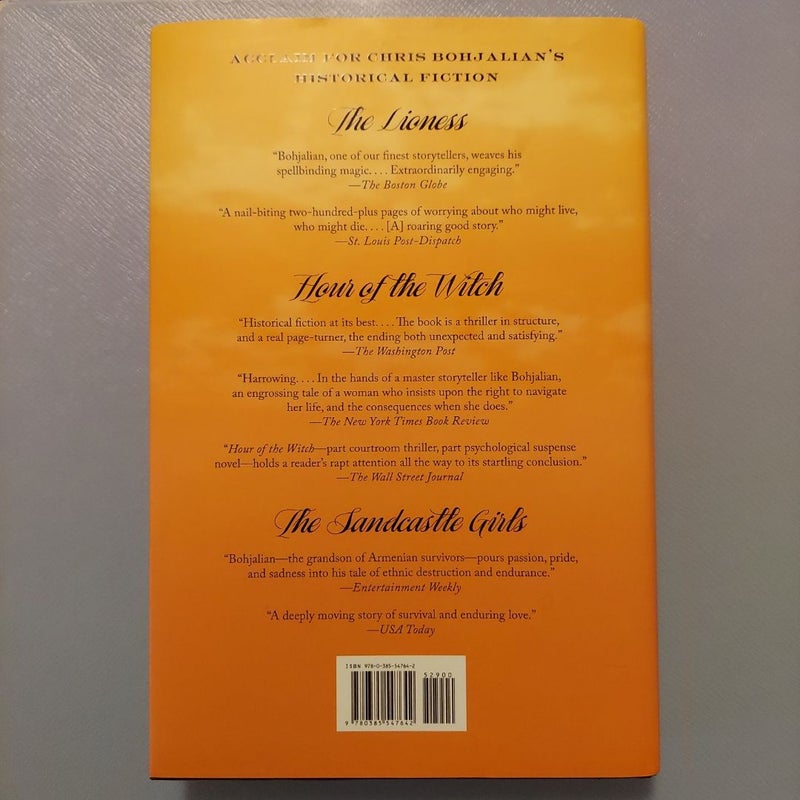 ACCLAIM FOR CHRIS BOHJALIAN'S
HISTORICAL FICTION
The Lioness
“Bohjalian, one of our finest storytellers, weaves his
spellbinding magic. . . . Extraordinarily engaging.”
—The Boston Globe
“A nail-biting two-hundred-plus pages of worrying about who might live,
who might die. . . . [A] roaring good story.”
—St. Louis Post-Dispatch
Hour of the Witch
“Historical fiction at its best. . . . The book is a thriller in structure,
and a real page-turner, the ending both unexpected and satisfying.”
—The Washington Post
“Harrowing. . . . In the hands of a master storyteller like Bohjalian,
an engrossing tale of a woman who insists upon the right to navigate
her life, and the consequences when she does.”
—The New York Times Book Review
“Hour of the Witch—part courtroom thriller, part psychological suspense
novel—holds a reader’s rapt attention all the way to its startling conclusion.”
—The Wall Street Journal
The Sandcastle Girls
“Bohjalian—the grandson of Armenian survivors—pours passion, pride,
and sadness into his tale of ethnic destruction and endurance.”
—Entertainment Weekly
“A deeply moving story of survival and enduring love.”
—USA Today
ISBN 978-0-385-54764-2
52900
9 780385 547642